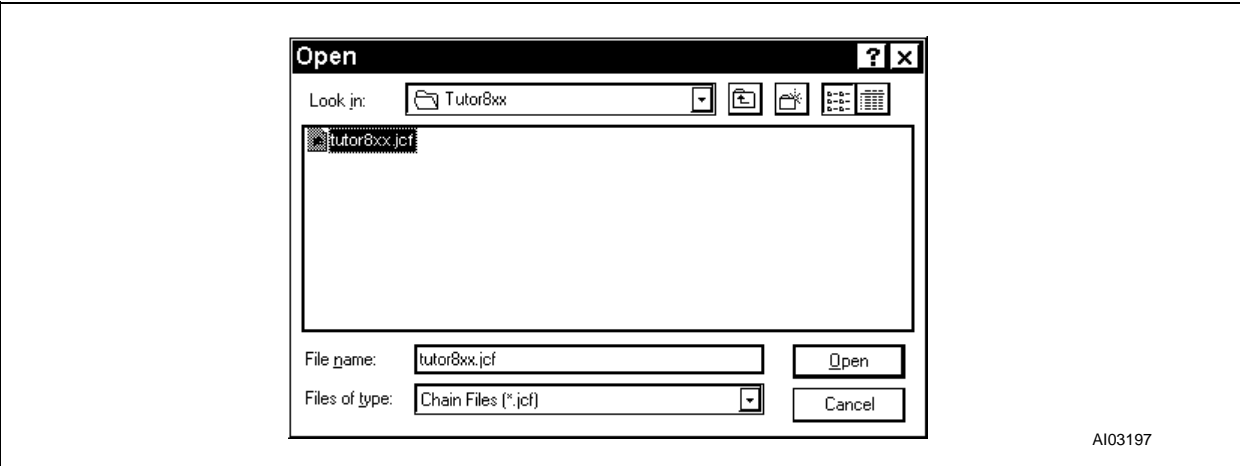 Open
Look in: Tutor8xx
tutor8xx.jcf
File name: tutor8xx.jcf Open
Files of type: Chain Files (*.jcf) Cancel
AI03197